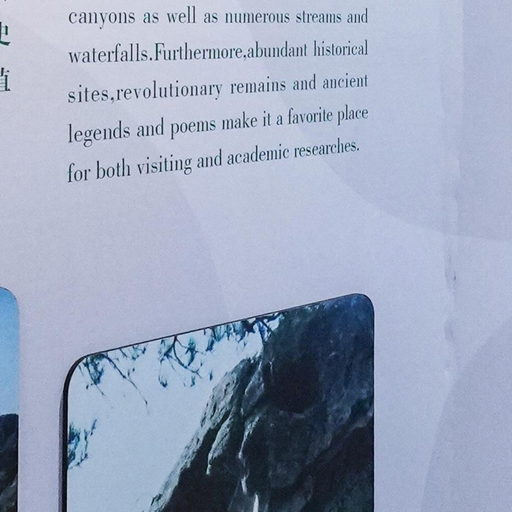 canyons as well as numerous streams and
waterfalls.Furthermore,abundant historical
sites,revolutionary remains and ancient
legends and poems make it a favorite place
for both visiting and academic researches.